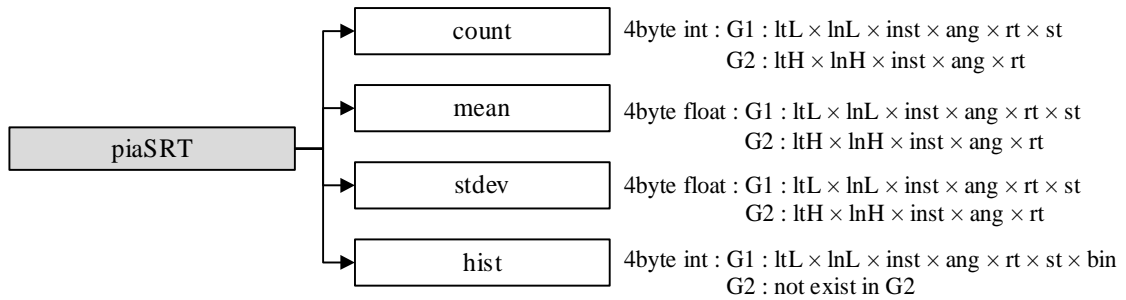 count
4byte int : G1 : ltL × lnL × inst × ang × rt × st
G2 : ltH × lnH × inst × ang × rt
mean
4byte float : G1 : ltL × lnL × inst × ang × rt × st
G2 : ltH × lnH × inst × ang × rt
piaSRT
stdev
4byte float : G1 : ltL × lnL × inst × ang × rt × st
G2 : ltH × lnH × inst × ang × rt
hist
4byte int : G1 : ltL × lnL × inst × ang × rt × st × bin
G2 : not exist in G2